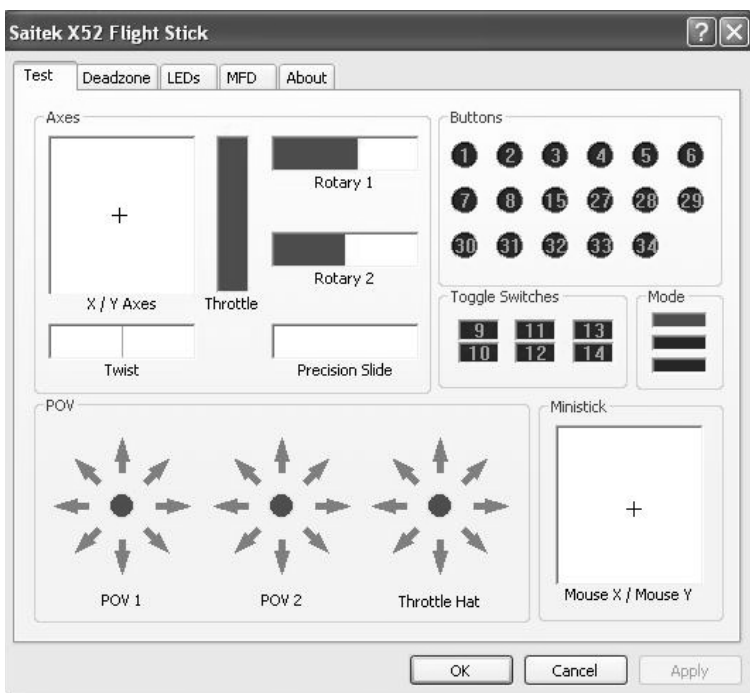 Saitek X52 Flight Stick
Test Deadzone LEDs MFD About
Axes
X / Y Axes
Throttle
Rotary 1
Rotary 2
Twist
Precision Slide
Buttons
1 2 3 4 5 6
7 8 15 27 28 29
30 31 32 33 34
Toggle Switches
9 11 13
10 12 14
Mode
POV
POV 1
POV 2
Throttle Hat
Ministick
Mouse X / Mouse Y
OK Cancel Apply